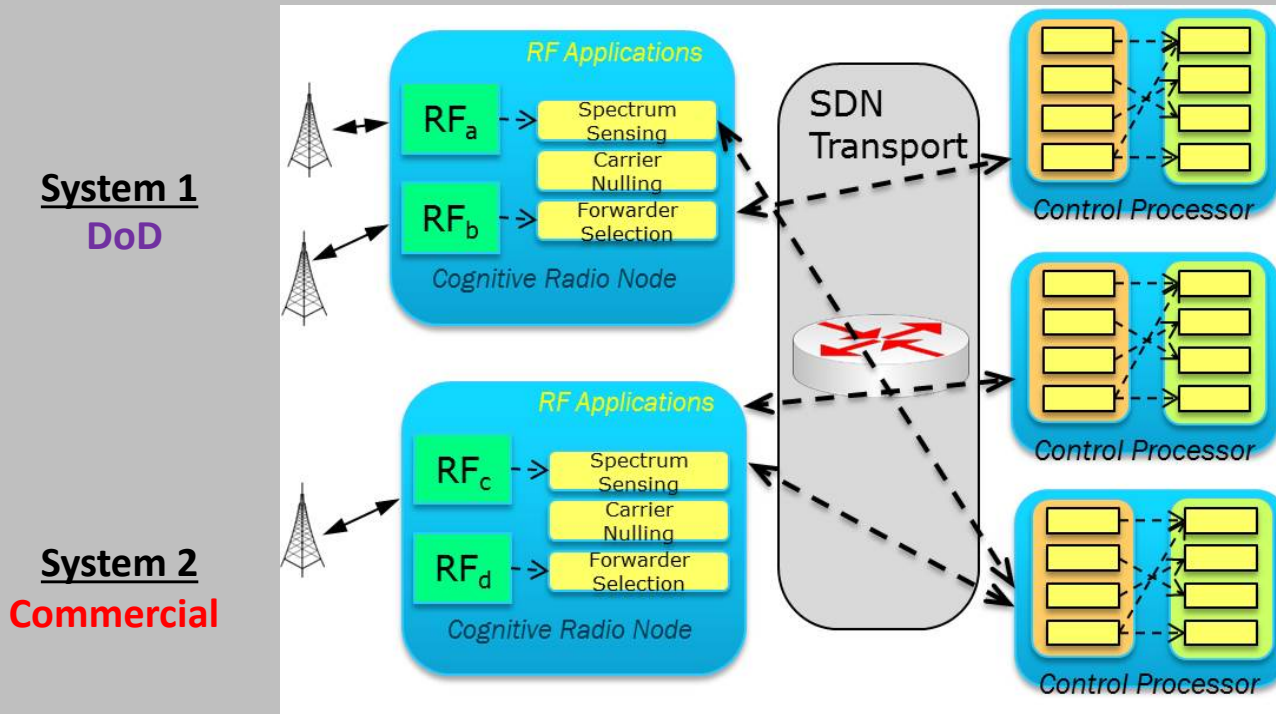 System 1
DoD
System 2
Commercial
RF Applications
RFa
Spectrum
Sensing
Carrier
Nulling
RFb
Forwarder
Selection
Cognitive Radio Node
RF Applications
RFc
Spectrum
Sensing
Carrier
Nulling
RFd
Forwarder
Selection
Cognitive Radio Node
SDN
Transport
Control Processor
Control Processor
Control Processor